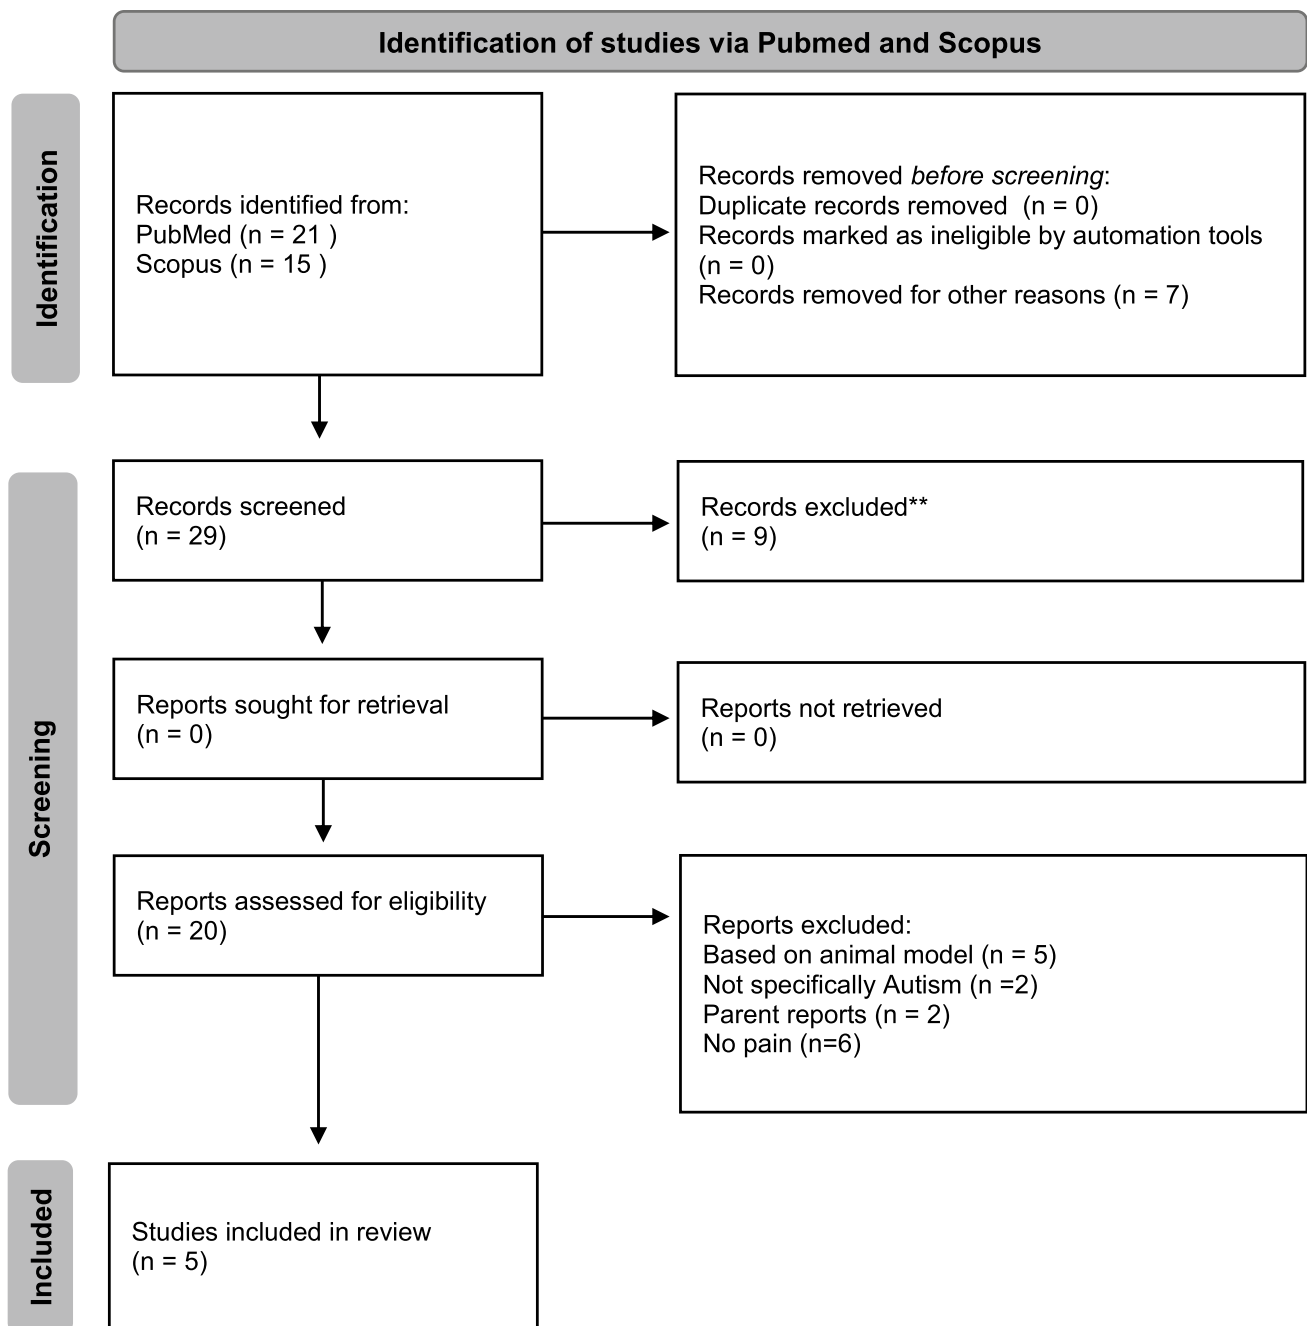 Identification of studies via Pubmed and Scopus
Identification
Records identified from:
PubMed (n = 21 )
Scopus (n = 15 )
Records removed before screening:
Duplicate records removed  (n = 0)
Records marked as ineligible by automation tools
(n = 0)
Records removed for other reasons (n = 7)
Screening
Records screened
(n = 29)
Records excluded**
(n = 9)
Reports sought for retrieval
(n = 0)
Reports not retrieved
(n = 0)
Reports assessed for eligibility
(n = 20)
Reports excluded:
Based on animal model (n = 5)
Not specifically Autism (n =2)
Parent reports (n = 2)
No pain (n=6)
Included
Studies included in review
(n = 5)